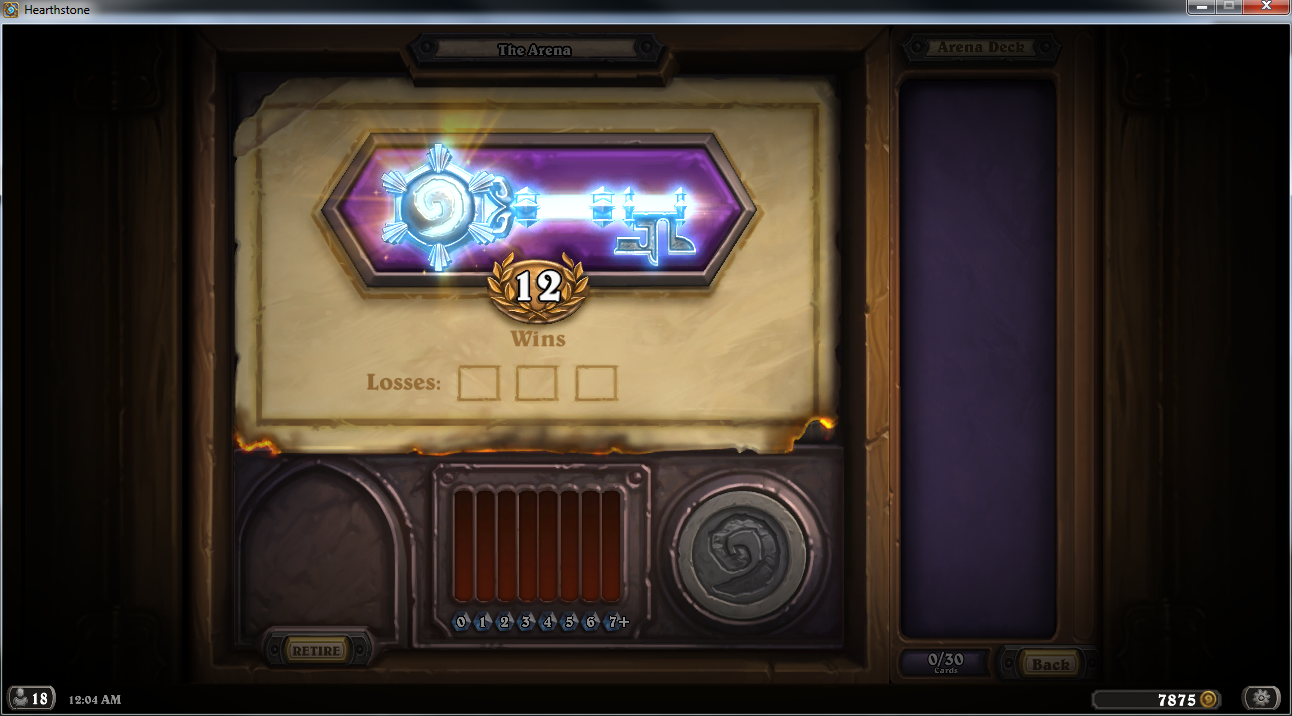 Hearthstone
The Arena
Arena Deck
12
Wins
Losses:
0 1 2 3 4 5 6 7+
RETIRE
0/30
Cards
Back
18
12:04 AM
7875